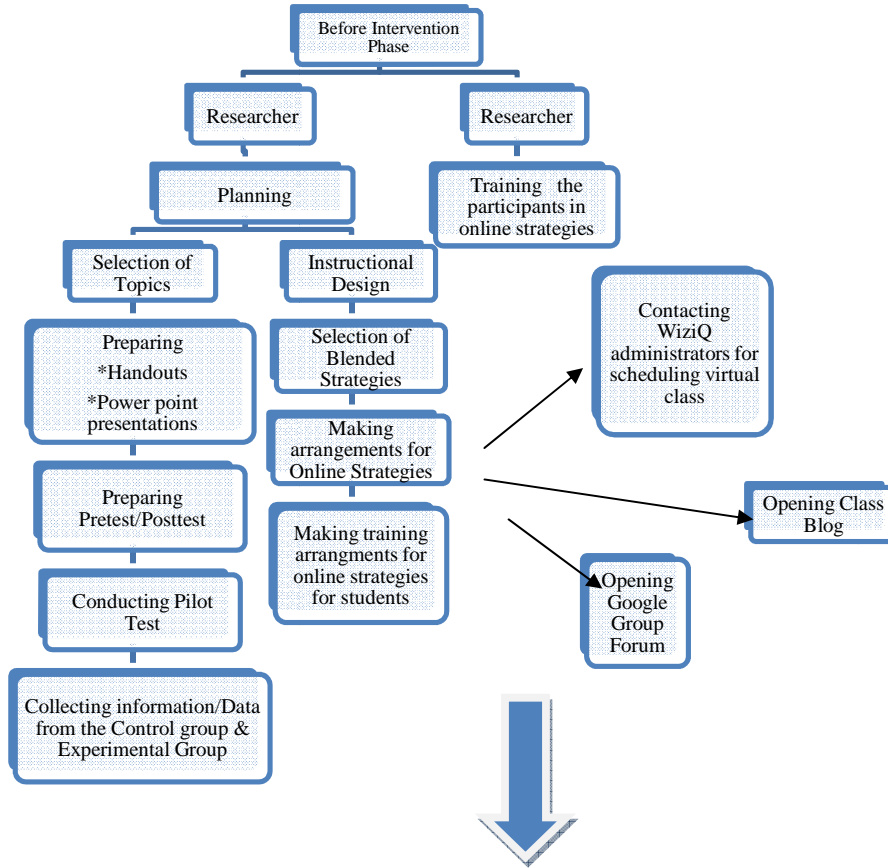 Before Intervention
Phase
Researcher
Researcher
Planning
Training the
participants in
online strategies
Selection of
Topics
Instructional
Design
Preparing
*Handouts
*Power point
presentations
Selection of
Blended
Strategies
Contacting
WiziQ
administrators for
scheduling virtual
class
Making
arrangements for
Online Strategies
Preparing
Pretest/Posttest
Opening Class
Blog
Making training
arrangments for
online strategies
for students
Opening
Google
Group
Forum
Conducting Pilot
Test
Collecting information/Data
from the Control group &
Experimental Group